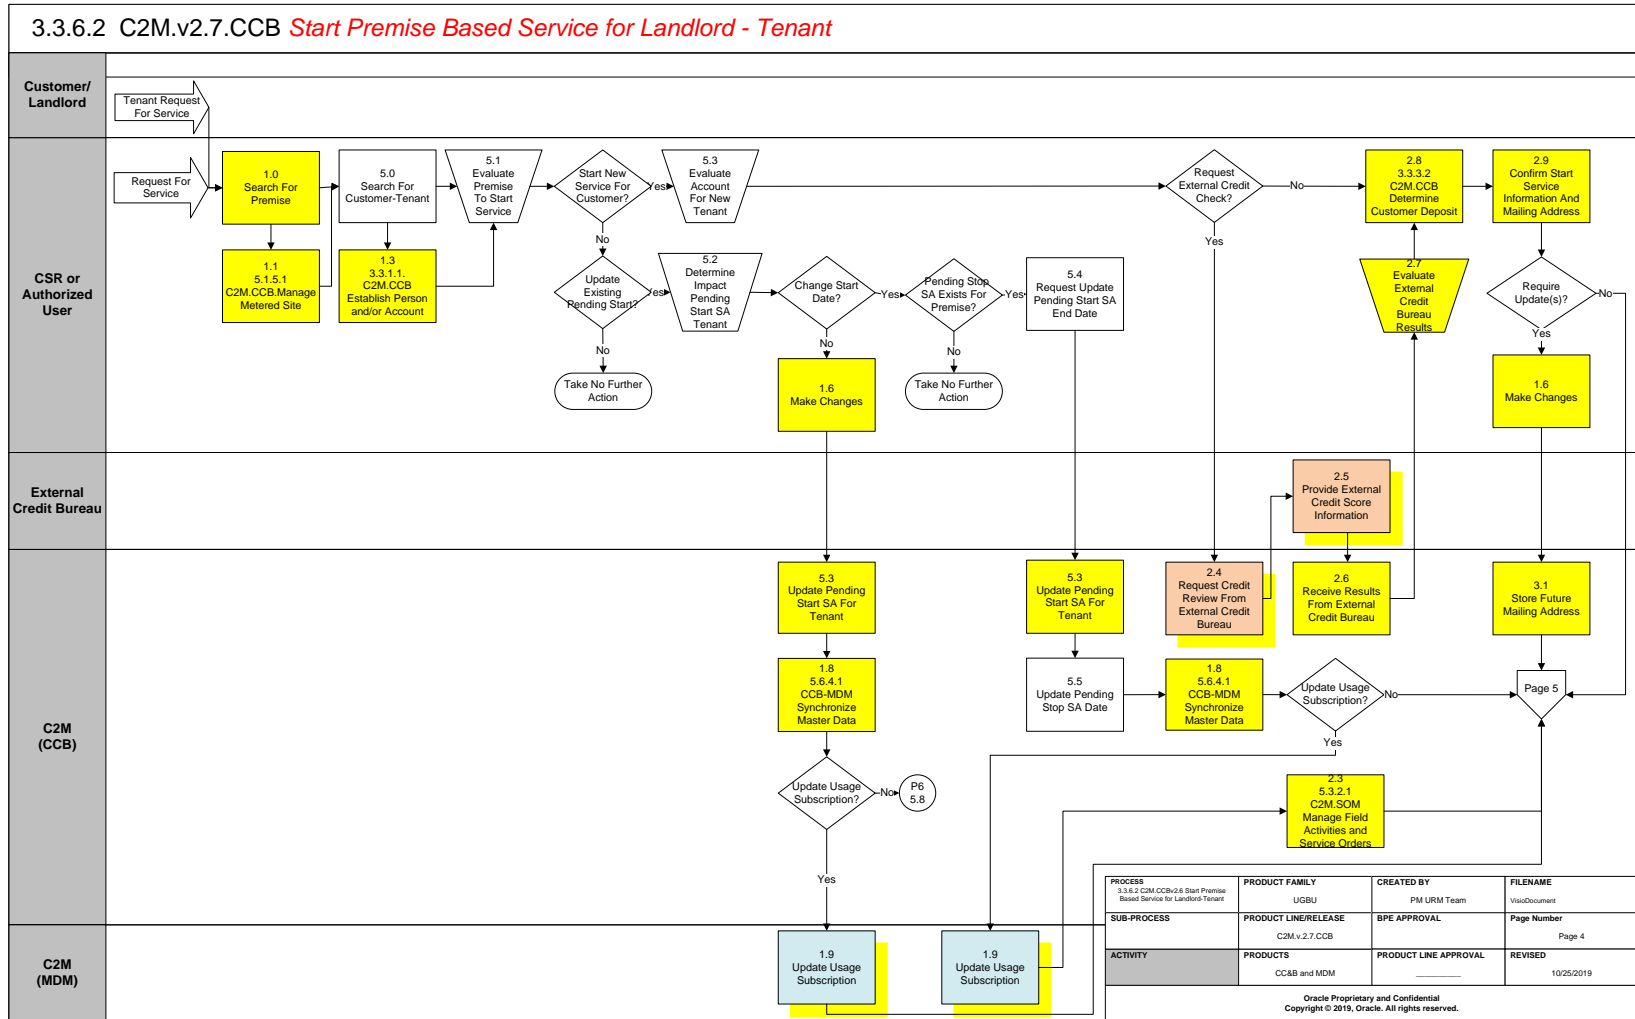 3.3.6.2 C2M.v2.7.CCB Start Premise Based Service for Landlord - Tenant
Customer/
Landlord
Tenant Request
For Service
CSR or
Authorized
User
Request For
Service
1.0
Search For
Premise
5.0
Search For
Customer-Tenant
5.1
Evaluate
Premise
To Start
Service
Start New
Service For
Customer?
Yes
5.3
Evaluate
Account
For New
Tenant
Request
External Credit
Check?
No
2.8
3.3.3.2
C2M.CCB
Determine
Customer Deposit
2.9
Confirm Start
Service
Information And
Mailing Address
No
Yes
1.1
5.1.5.1
C2M.CCB.Manage
Metered Site
1.3
3.3.1.1.
C2M.CCB
Establish Person
and/or Account
Update
Existing
Pending Start?
Yes
5.2
Determine
Impact
Pending
Start SA
Tenant
Change Start
Date?
Yes
Pending Stop
SA Exists For
Premise?
Yes
5.4
Request Update
Pending Start SA
End Date
2.7
Evaluate
External
Credit
Bureau
Results
Require
Update(s)?
No
Yes
No
No
No
Take No Further
Action
1.6
Make Changes
Take No Further
Action
1.6
Make Changes
External
Credit Bureau
2.5
Provide External
Credit Score
Information
C2M
(CCB)
5.3
Update Pending
Start SA For
Tenant
5.3
Update Pending
Start SA For
Tenant
2.4
Request Credit
Review From
External Credit
Bureau
2.6
Receive Results
From External
Credit Bureau
3.1
Store Future
Mailing Address
1.8
5.6.4.1
CCB-MDM
Synchronize
Master Data
5.5
Update Pending
Stop SA Date
1.8
5.6.4.1
CCB-MDM
Synchronize
Master Data
Update Usage
Subscription?
No
Page 5
Yes
Update Usage
Subscription?
No
P6
5.8
2.3
5.3.2.1
C2M.SOM
Manage Field
Activities and
Service Orders
Yes
C2M
(MDM)
1.9
Update Usage
Subscription
1.9
Update Usage
Subscription
PROCESS
3.3.6.2 C2M.CCBv2.6 Start Premise
Based Service for Landlord-Tenant
PRODUCT FAMILY
UGBU
CREATED BY
PM URM Team
FILENAME
VisioDocument
SUB-PROCESS
PRODUCT LINE/RELEASE
C2M.v.2.7.CCB
BPE APPROVAL
Page Number
Page 4
ACTIVITY
PRODUCTS
CC&B and MDM
PRODUCT LINE APPROVAL
REVISED
10/25/2019
Oracle Proprietary and Confidential
Copyright © 2019, Oracle. All rights reserved.